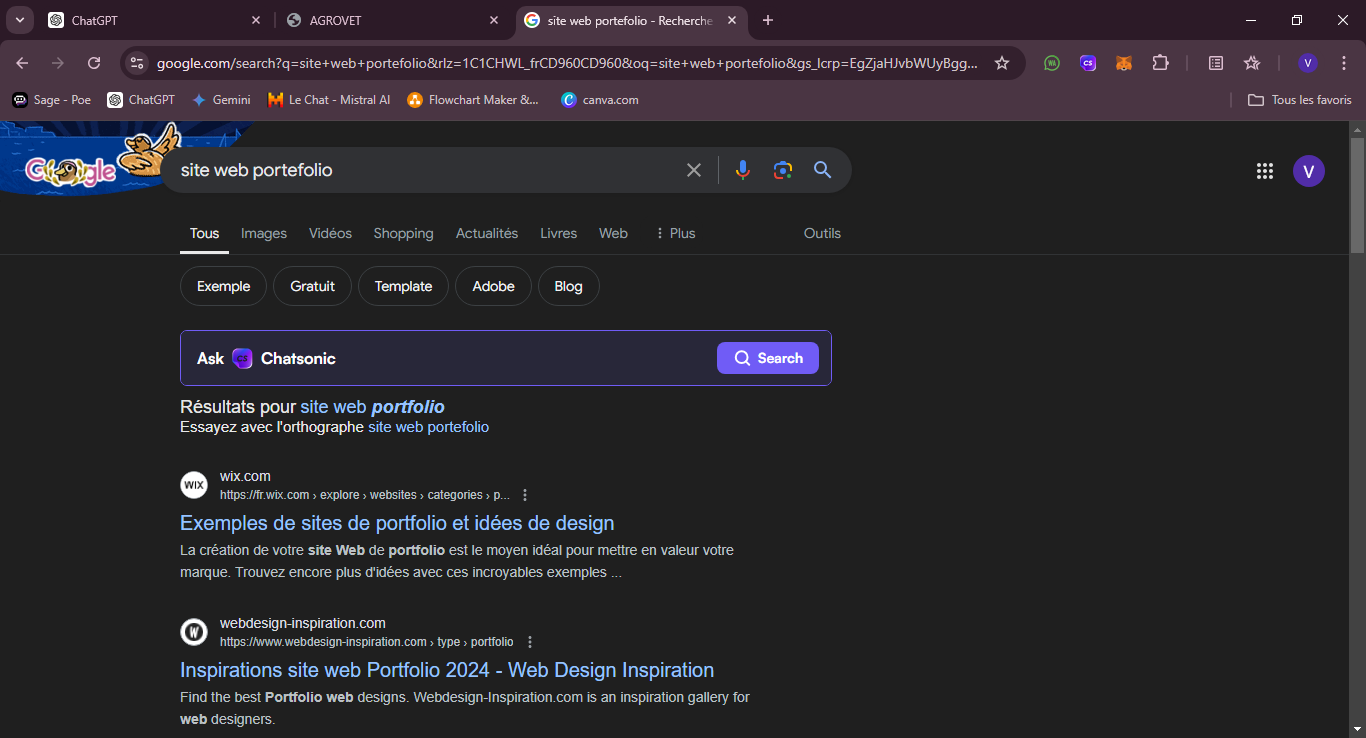 ChatGPT
AGROVET
site web portefolio - Recherche
google.com/search?q=site+web+portefolio&rlz=1C1CHWL_frCD960CD960&oq=site+web+portefolio&gs_lcrp=EgZjaHJvbWUyBgg...
WA
CS
V
Sage - Poe
ChatGPT
Gemini
Le Chat - Mistral AI
Flowchart Maker &...
canva.com
Tous les favoris
Google
site web portefolio
V
Tous
Images
Vidéos
Shopping
Actualités
Livres
Web
Plus
Outils
Exemple
Gratuit
Template
Adobe
Blog
Ask CS Chatsonic
Search
Résultats pour site web portfolio
Essayez avec l'orthographe site web portefolio
WIX
wix.com
https://fr.wix.com › explore › websites › categories › p...
Exemples de sites de portfolio et idées de design
La création de votre site Web de portfolio est le moyen idéal pour mettre en valeur votre
marque. Trouvez encore plus d'idées avec ces incroyables exemples ...
W
webdesign-inspiration.com
https://www.webdesign-inspiration.com › type › portfolio
Inspirations site web Portfolio 2024 - Web Design Inspiration
Find the best Portfolio web designs. Webdesign-Inspiration.com is an inspiration gallery for
web designers.